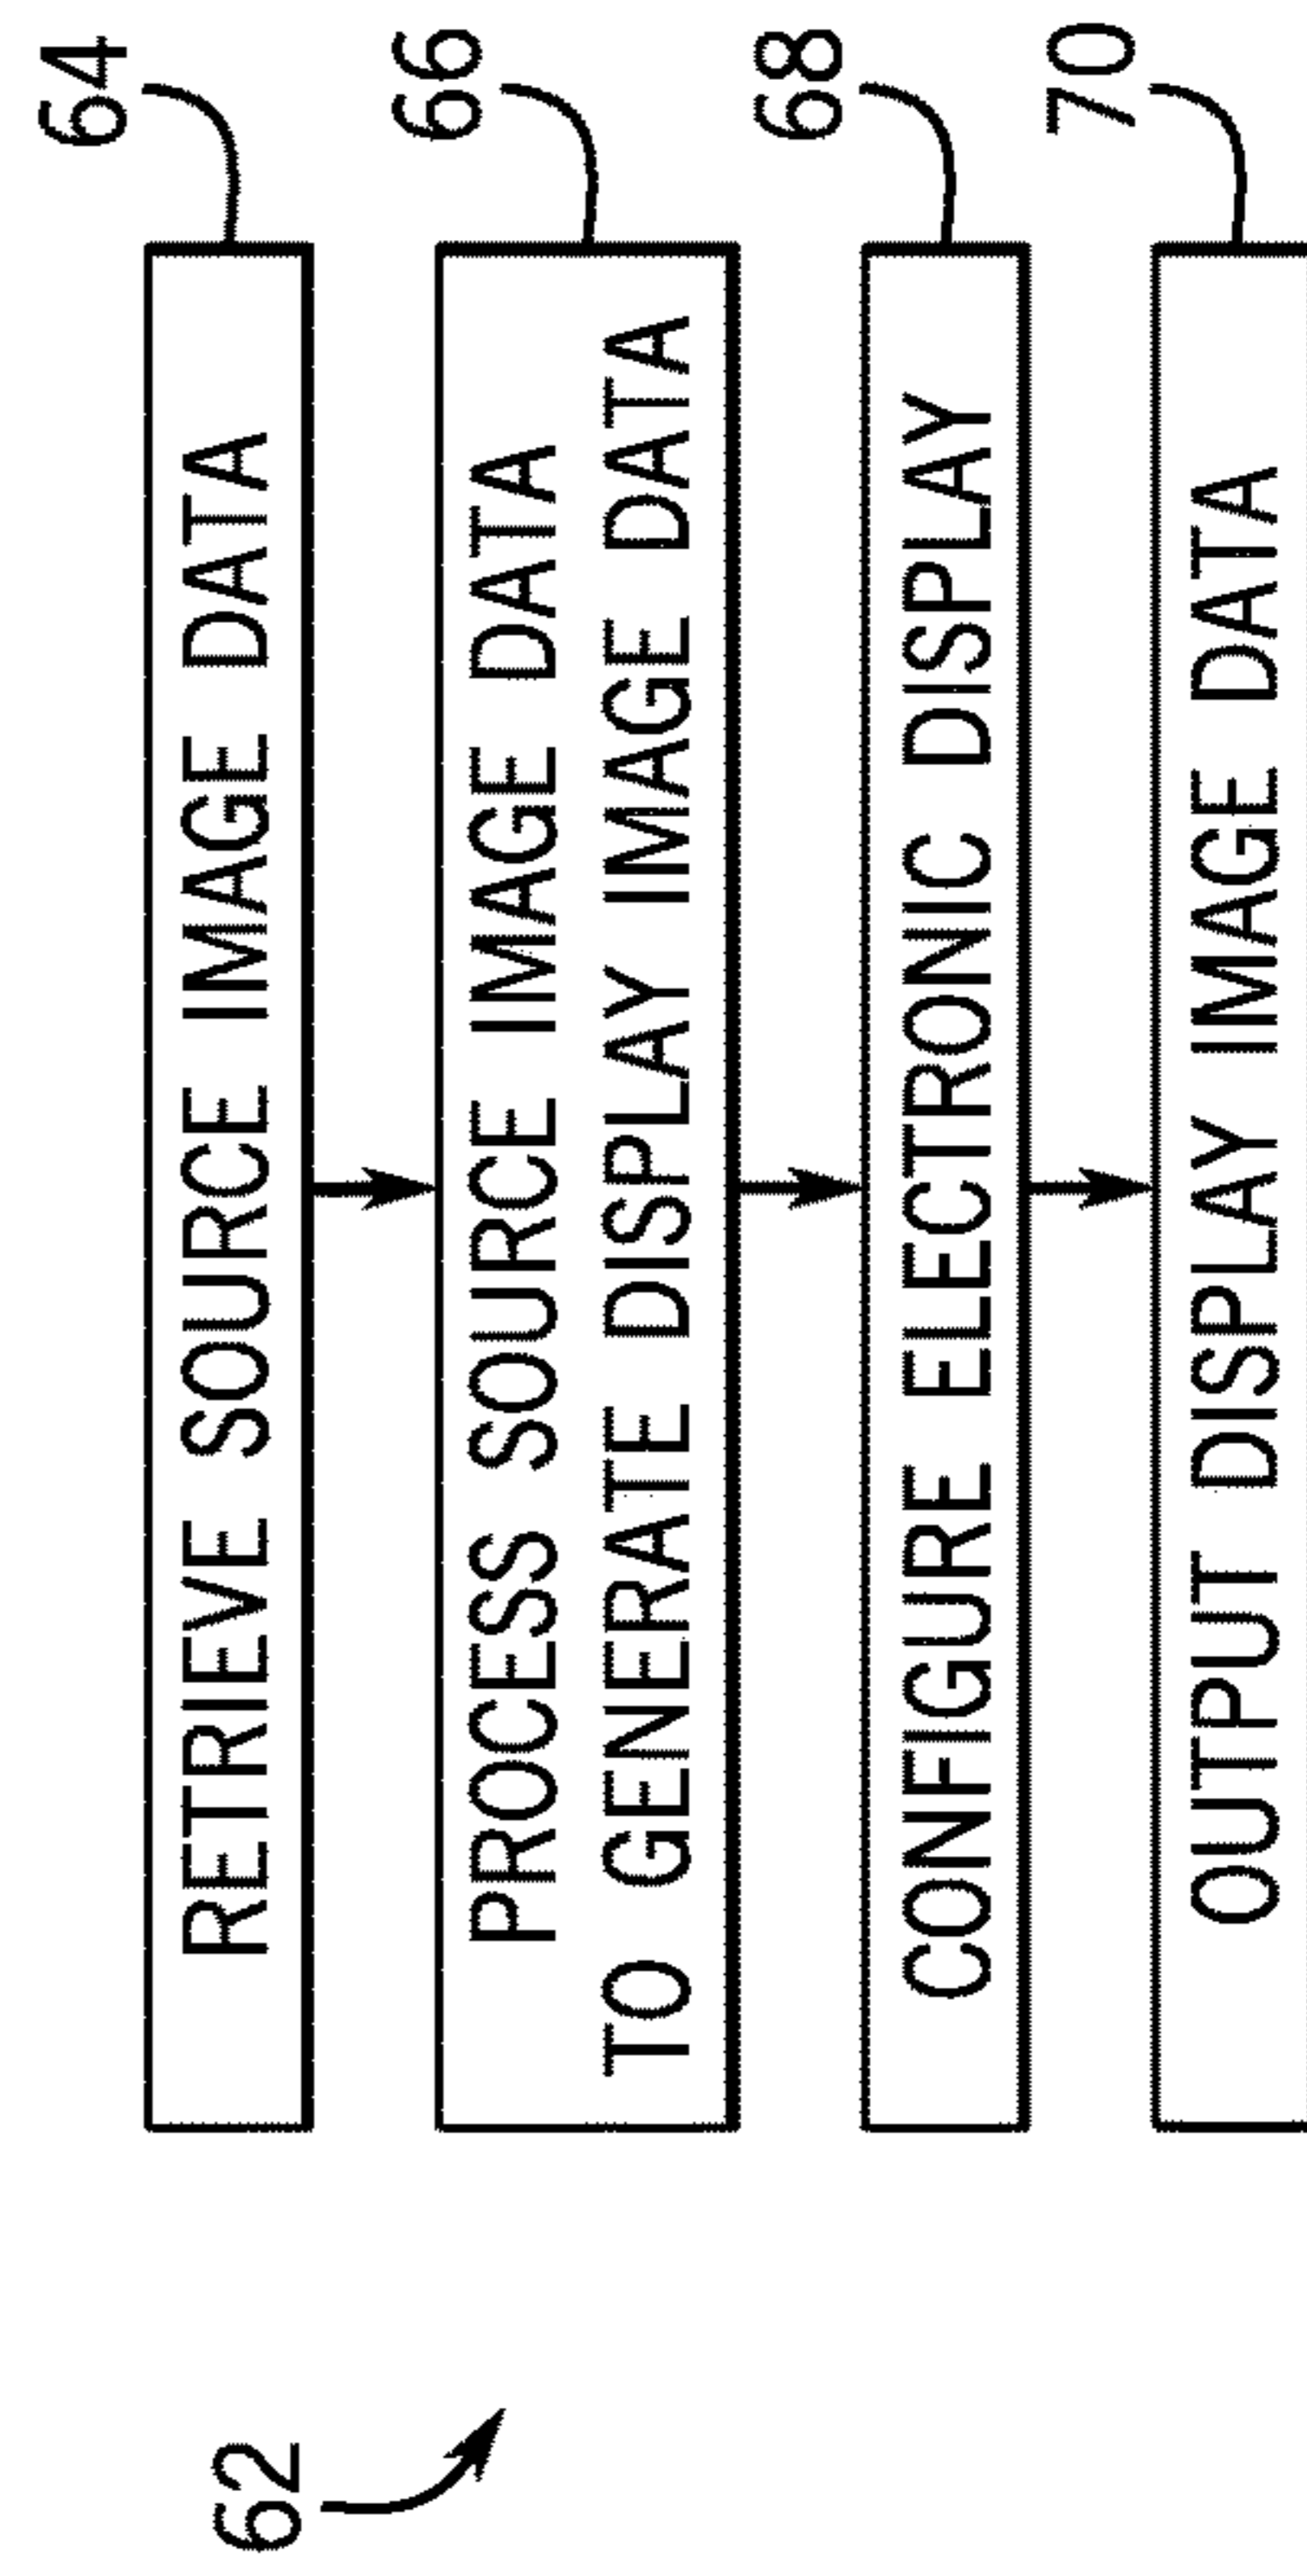 62
64
RETRIEVE SOURCE IMAGE DATA
66
PROCESS SOURCE IMAGE DATA
TO GENERATE DISPLAY IMAGE DATA
68
CONFIGURE ELECTRONIC DISPLAY
70
OUTPUT DISPLAY IMAGE DATA